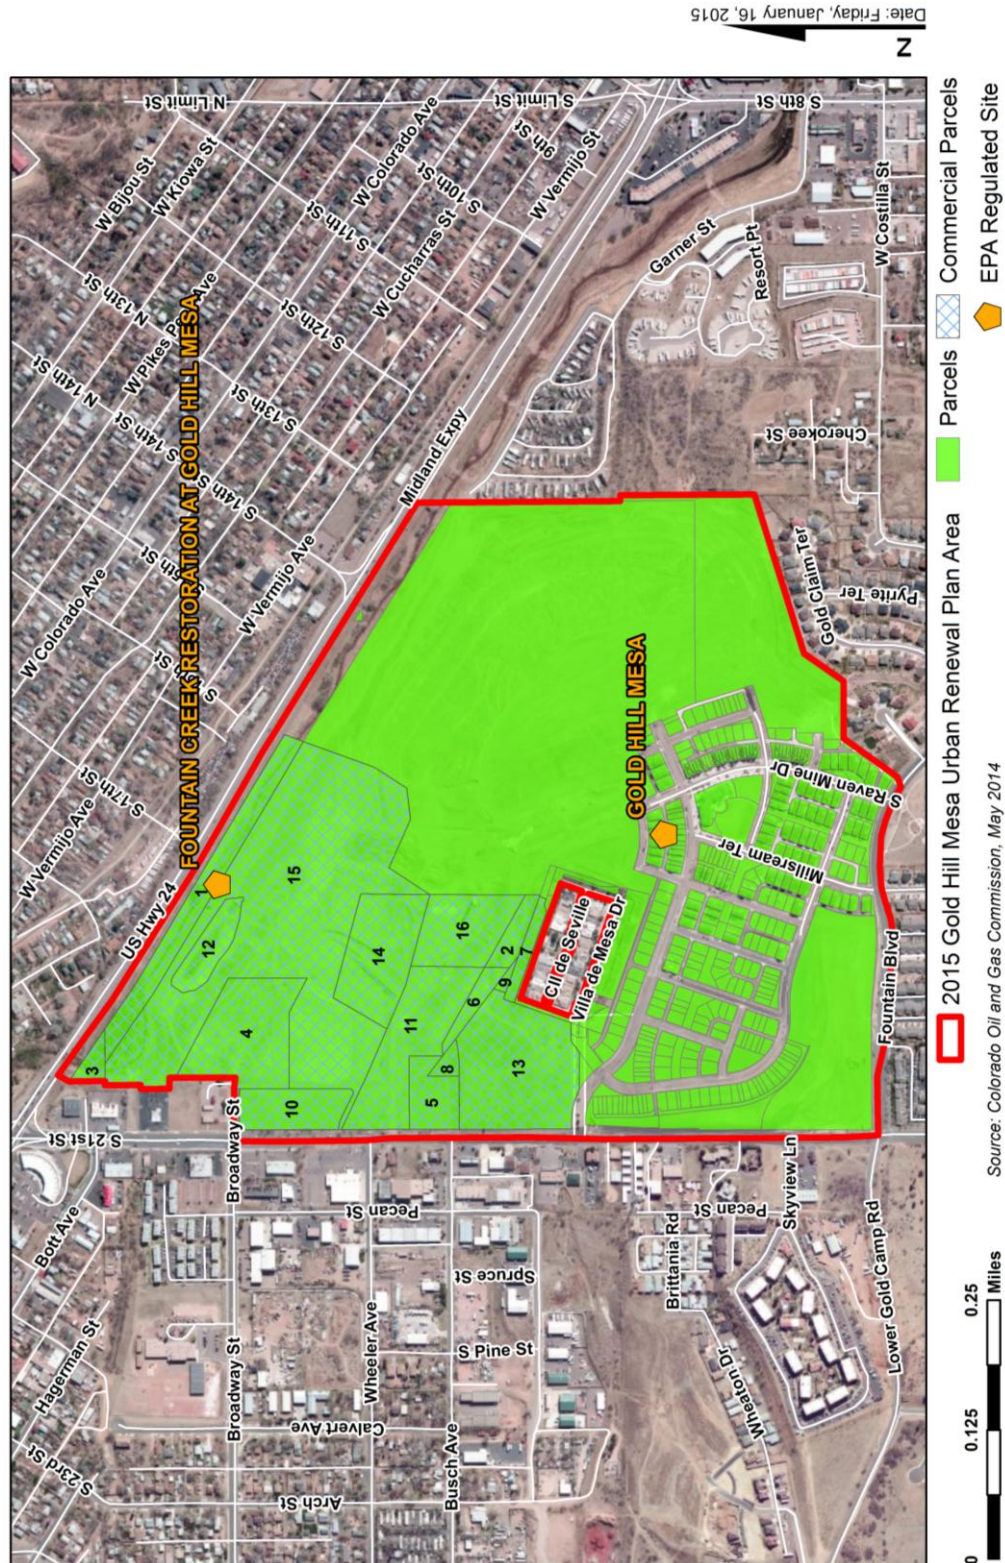 Date: Friday, January 16, 2015
N
N Limit St
S Limit St
S 8th St
W Bijou St
W Kiowa St
W Colorado Ave
S 10th St
9th St
W Vermijo St
S 11th St
W Cucharras St
Garner St
Resort Pt
W Costilla St
N 13th St
S 12th St
N 14th St
S 13th St
S 14th St
S 14th St
Midland Expy
Cherokee St
FOUNTAIN CREEK RESTORATION AT GOLD HILL MESA
W Colorado Ave
W Vermijo Ave
Gold Claim Ter
Pyrite Ter
S 17th St
W Vermijo Ave
US Hwy 24
GOLD HILL MESA
S Raven Mine Dr
Millsream Ter
Cll de Seville
Villa de Mesa Dr
Fountain Blvd
1
2
3
4
5
6
7
8
9
10
11
12
13
14
15
16
S 21st St
Broadway St
Bott Ave
Pecan St
Pecan St
Skyview Ln
Brittania Rd
Spruce St
Hagerman St
Broadway St
Wheeler Ave
S Pine St
Wheaton Dr
Lower Gold Camp Rd
Calvert Ave
S 23rd St
Arch St
Busch Ave
2015 Gold Hill Mesa Urban Renewal Plan Area
Parcels
Commercial Parcels
EPA Regulated Site
0 0.125 0.25
Miles
Source: Colorado Oil and Gas Commission, May 2014